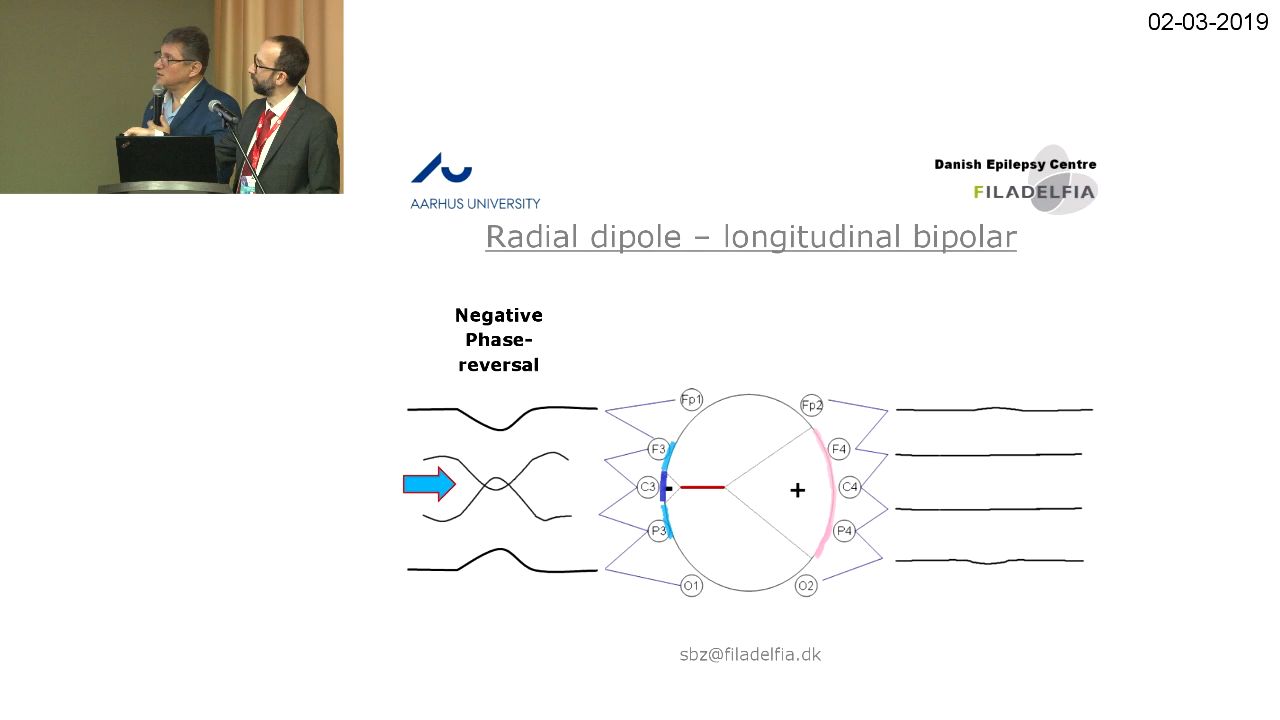 02-03-2019
AARHUS UNIVERSITY
Danish Epilepsy Centre
FILADELFIA
Radial dipole – longitudinal bipolar
Negative
Phase-
reversal
Fp1
Fp2
F3
F4
C3
-
+
C4
P3
P4
O1
O2
sbz@filadelfia.dk